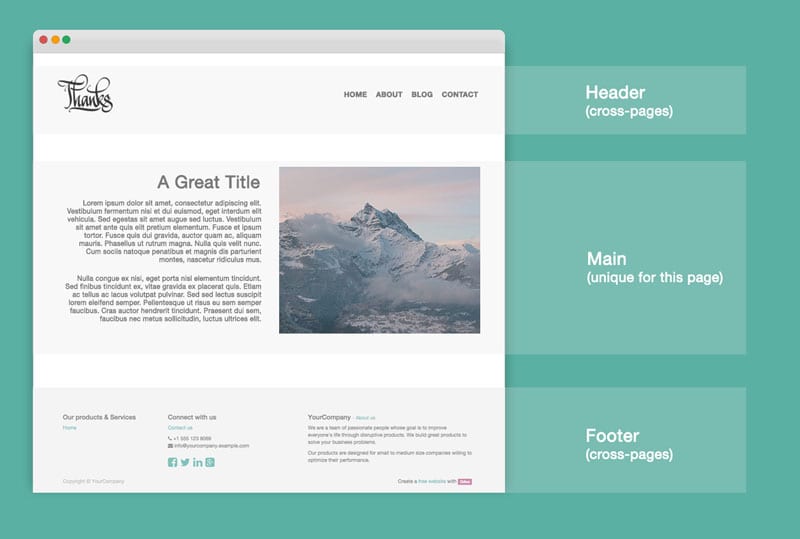 Thanks
HOME ABOUT BLOG CONTACT
Header
(cross-pages)
A Great Title
Lorem ipsum dolor sit amet, consectetur adipiscing elit.
Vestibulum fermentum nisi et dui euismod, eget interdum elit
vehicula. Sed egestas sit amet augue sed luctus. Vestibulum
sit amet ante quis elit pretium elementum. Fusce et ipsum
tortor. Fusce quis dui gravida, auctor quam ac, aliquam
mauris. Phasellus ut rutrum magna. Nulla quis velit nunc.
Cum sociis natoque penatibus et magnis dis parturient
montes, nascetur ridiculus mus.
Nulla congue ex nisi, eget porta nisl elementum tincidunt.
Sed finibus tincidunt ex, vitae gravida ex placerat quis. Etiam
ac tellus ac lacus volutpat pulvinar. Sed sed lectus suscipit
lorem eleifend semper. Pellentesque ut risus eu sem semper
faucibus. Cras auctor hendrerit tincidunt. Praesent dui sem,
faucibus nec metus sollicitudin, luctus ultrices elit.
Main
(unique for this page)
Our products & Services
Home
Connect with us
Contact us
+1 555 123 8069
info@yourcompany.example.com
YourCompany - About us
We are a team of passionate people whose goal is to improve
everyone's life through disruptive products. We build great products to
solve your business problems.
Our products are designed for small to medium size companies willing to
optimize their performance.
Footer
(cross-pages)
Copyright © YourCompany
Create a free website with Odoo